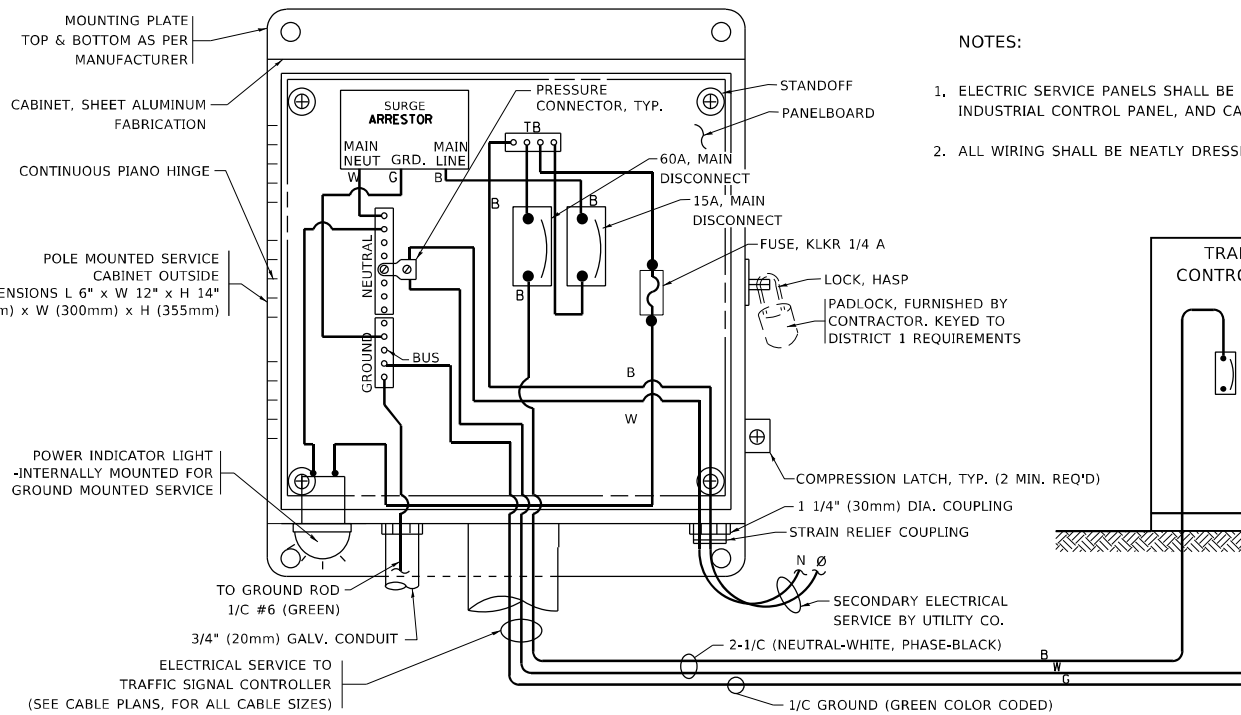 MOUNTING PLATE
TOP & BOTTOM AS PER
MANUFACTURER
CABINET, SHEET ALUMINUM
FABRICATION
CONTINUOUS PIANO HINGE
POLE MOUNTED SERVICE
CABINET OUTSIDE
ENSIONS L 6" x W 12" x H 14"
m) x W (300mm) x H (355mm)
POWER INDICATOR LIGHT
-INTERNALLY MOUNTED FOR
GROUND MOUNTED SERVICE
SURGE
ARRESTOR
MAIN
NEUT
GRD.
MAIN
LINE
W
G
B
PRESSURE
CONNECTOR, TYP.
TB
STANDOFF
PANELBOARD
60A, MAIN
DISCONNECT
15A, MAIN
DISCONNECT
B
B
B
FUSE, KLKR 1/4 A
LOCK, HASP
PADLOCK, FURNISHED BY
CONTRACTOR. KEYED TO
DISTRICT 1 REQUIREMENTS
NEUTRAL
GROUND
BUS
B
W
COMPRESSION LATCH, TYP. (2 MIN. REQ'D)
1 1/4" (30mm) DIA. COUPLING
STRAIN RELIEF COUPLING
N Ø
SECONDARY ELECTRICAL
SERVICE BY UTILITY CO.
TO GROUND ROD
1/C #6 (GREEN)
3/4" (20mm) GALV. CONDUIT
ELECTRICAL SERVICE TO
TRAFFIC SIGNAL CONTROLLER
(SEE CABLE PLANS, FOR ALL CABLE SIZES)
2-1/C (NEUTRAL-WHITE, PHASE-BLACK)
B
W
G
1/C GROUND (GREEN COLOR CODED)
NOTES:
1. ELECTRIC SERVICE PANELS SHALL BE
INDUSTRIAL CONTROL PANEL, AND CA
2. ALL WIRING SHALL BE NEATLY DRESS
TRA
CONTRO